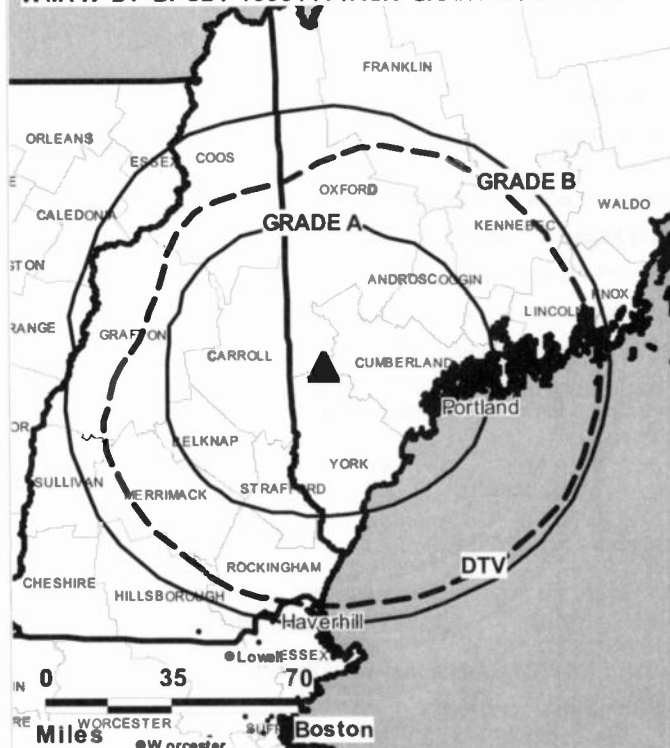 FRANKLIN
ORLEANS
ESSEX
COOS
OXFORD
GRADE B
WALDO
CALEDONIA
GRADE A
KENNEBEC
ANDROSCOGGIN
KNOX
LINCOLN
GRAFTON
CARROLL
CUMBERLAND
Portland
BELKNAP
YORK
SULLIVAN
MERRIMACK
STRAFFORD
ROCKINGHAM
DTV
CHESHIRE
HILLSBOROUGH
Haverhill
Lowell
ESSEX
0 35 70
Miles
WORCESTER
Boston
Worcester